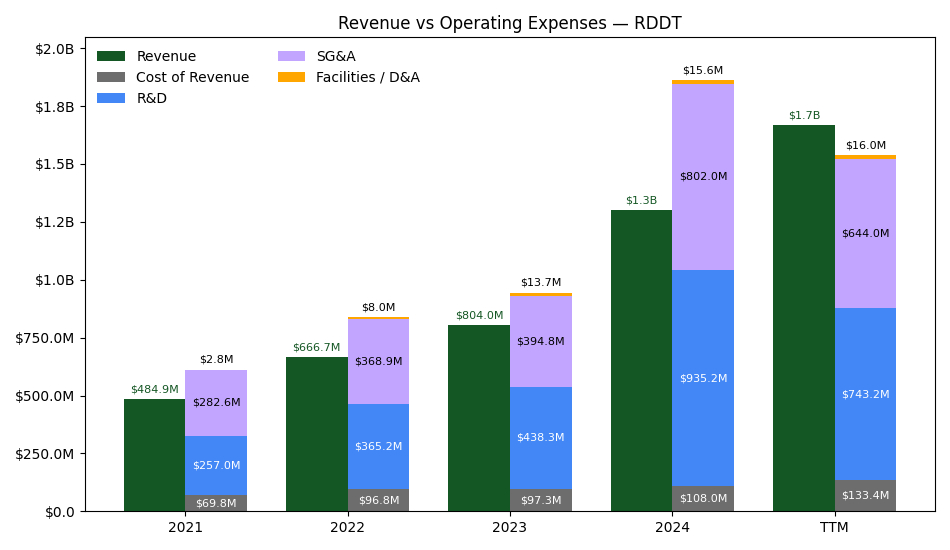 Revenue vs Operating Expenses — RDDT
Revenue
Cost of Revenue
R&D
SG&A
Facilities / D&A
$2.0B
$1.8B
$1.5B
$1.2B
$1.0B
$750.0M
$500.0M
$250.0M
$0.0
$484.9M
$2.8M
$282.6M
$257.0M
$69.8M
$666.7M
$8.0M
$368.9M
$365.2M
$96.8M
$804.0M
$13.7M
$394.8M
$438.3M
$97.3M
$1.3B
$15.6M
$802.0M
$935.2M
$108.0M
$1.7B
$16.0M
$644.0M
$743.2M
$133.4M
2021
2022
2023
2024
TTM